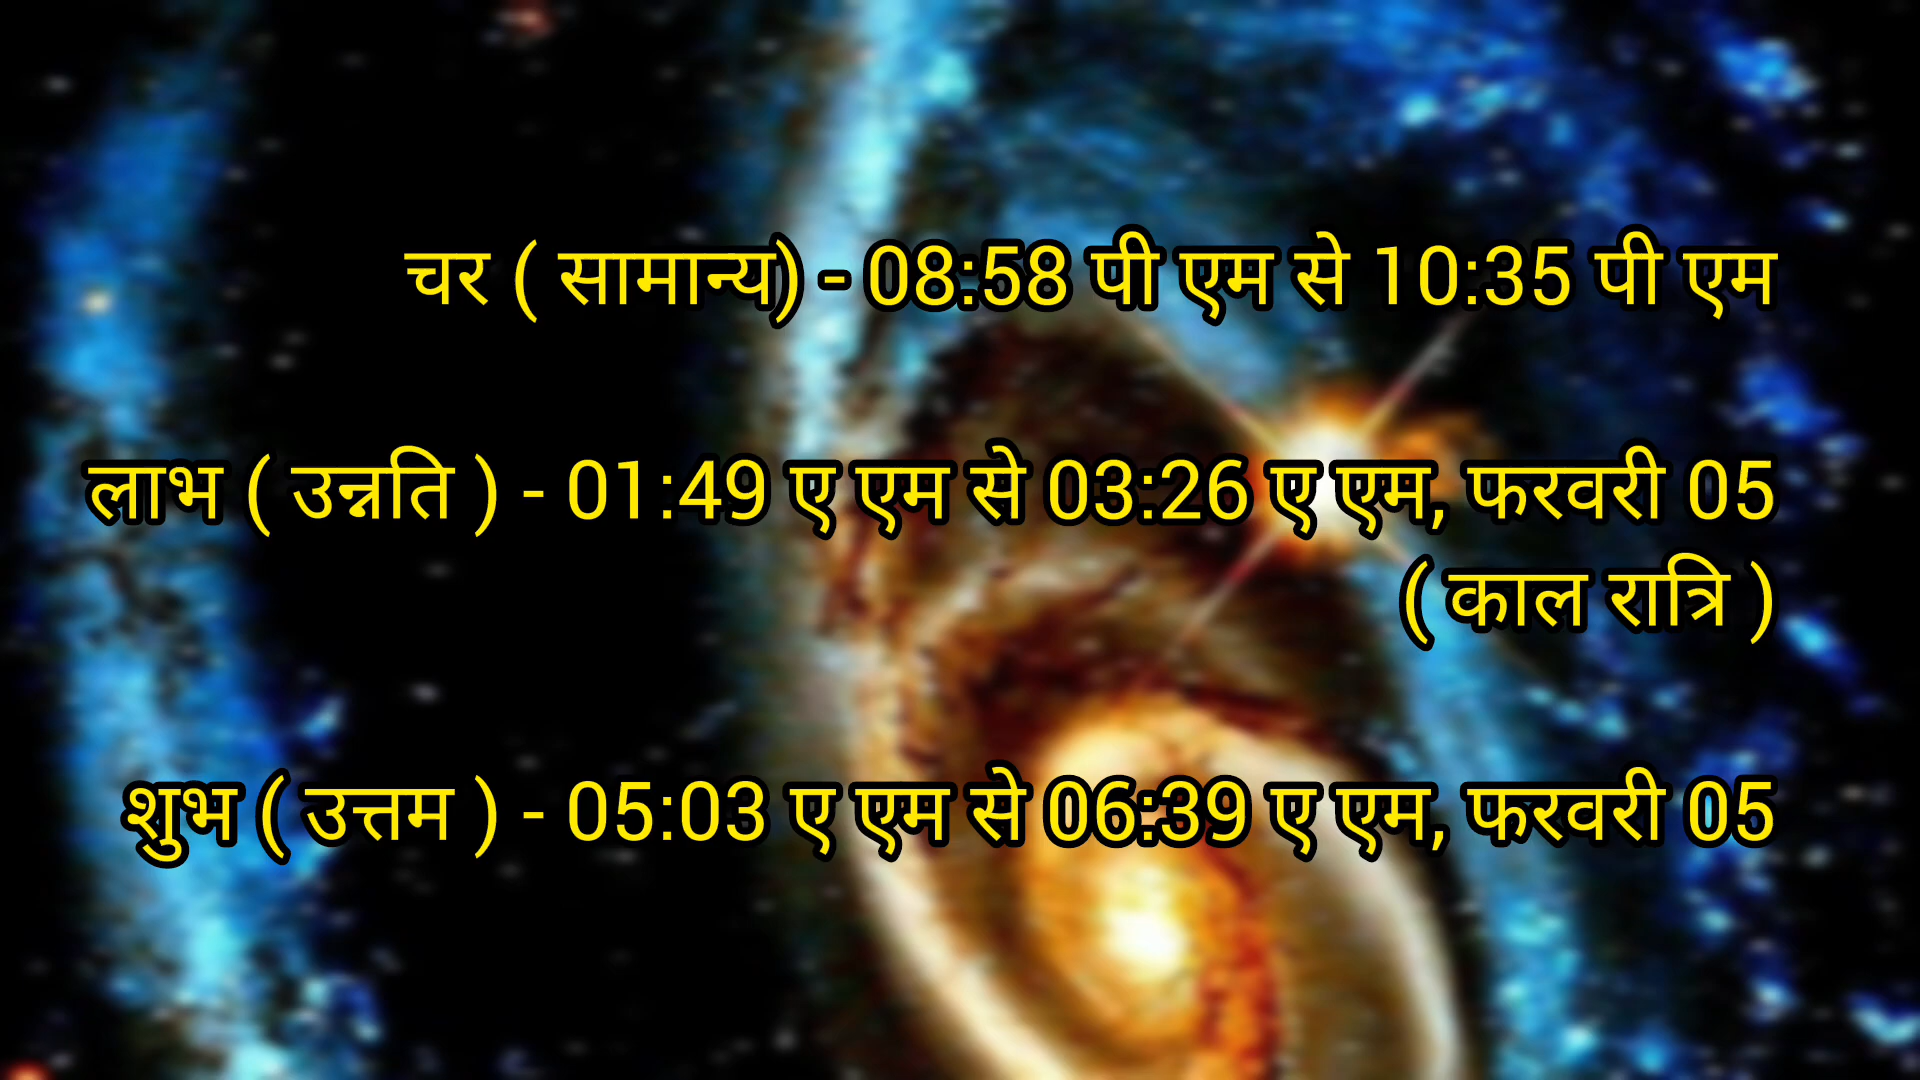 चर ( सामान्य) - 08:58 पी एम से 10:35 पी एम
लाभ ( उन्नति ) - 01:49 ए एम से 03:26 ए एम, फरवरी 05
( काल रात्रि )
शुभ ( उत्तम ) - 05:03 ए एम से 06:39 ए एम, फरवरी 05